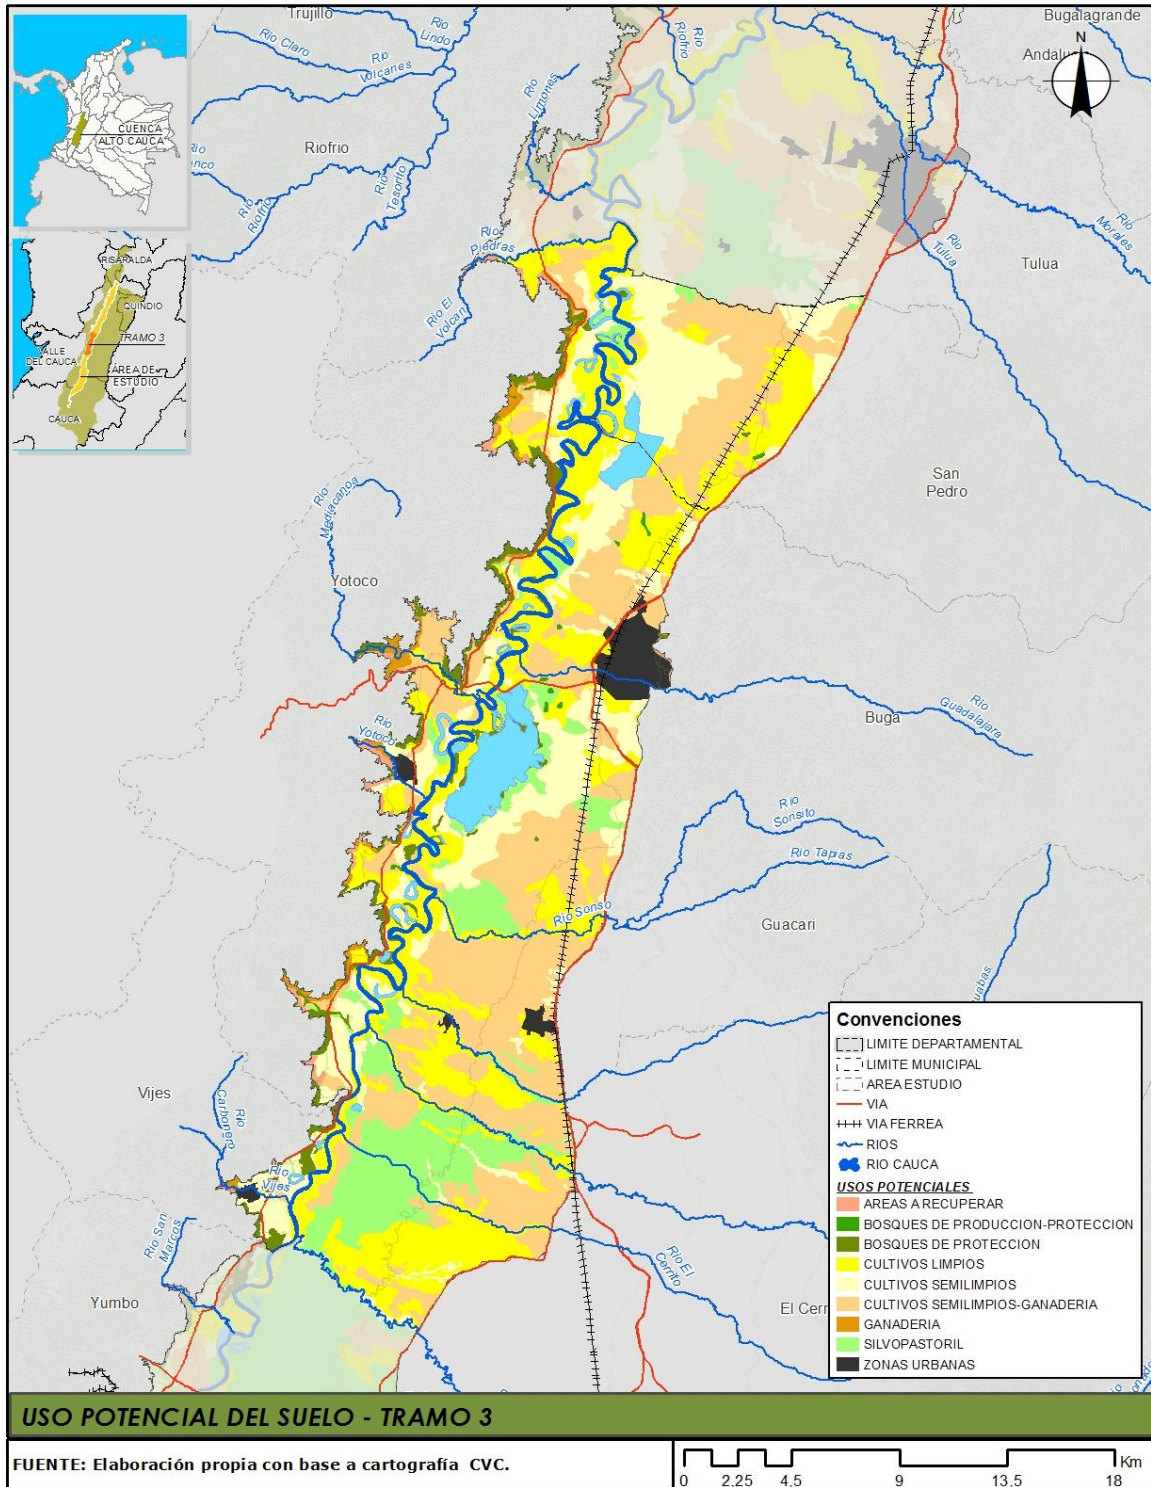 Trujillo
Rio Lindo
Rio Claro
Rio Volcanes
Rio Riofrio
Bugalagrande
N
Rio Limones
CUENCA
ALTO CAUCA
Riofrio
Rio Tesorito
Rio Riofrio
Rio Piedras
Rio El Volcan
Rio Morales
Rio Tulua
Tulua
RISARALDA
QUINDIO
TRAMO 3
ALLE DEL CAUCA
ÁREA DE ESTUDIO
CAUCA
San Pedro
Rio Mediacanoa
Yotoco
Rio Yotoco
Buga
Rio Guadalajara
Rio Sonsito
Rio Tapias
Rio Sonso
Guacari
uabas
Vijes
Rio Carbonero
Rio Vijes
Rio San Marcos
Yumbo
Rio El Cerrito
El Cerr
Convenciones
LIMITE DEPARTAMENTAL
LIMITE MUNICIPAL
AREA ESTUDIO
VIA
VIA FERREA
RIOS
RIO CAUCA
USOS POTENCIALES
AREAS A RECUPERAR
BOSQUES DE PRODUCCION-PROTECCION
BOSQUES DE PROTECCION
CULTIVOS LIMPIOS
CULTIVOS SEMILIMPIOS
CULTIVOS SEMILIMPIOS-GANADERIA
GANADERIA
SILVOPASTORIL
ZONAS URBANAS
USO POTENCIAL DEL SUELO - TRAMO 3
FUENTE: Elaboración propia con base a cartografía CVC.
0 2.25 4.5 9 13.5 18 Km